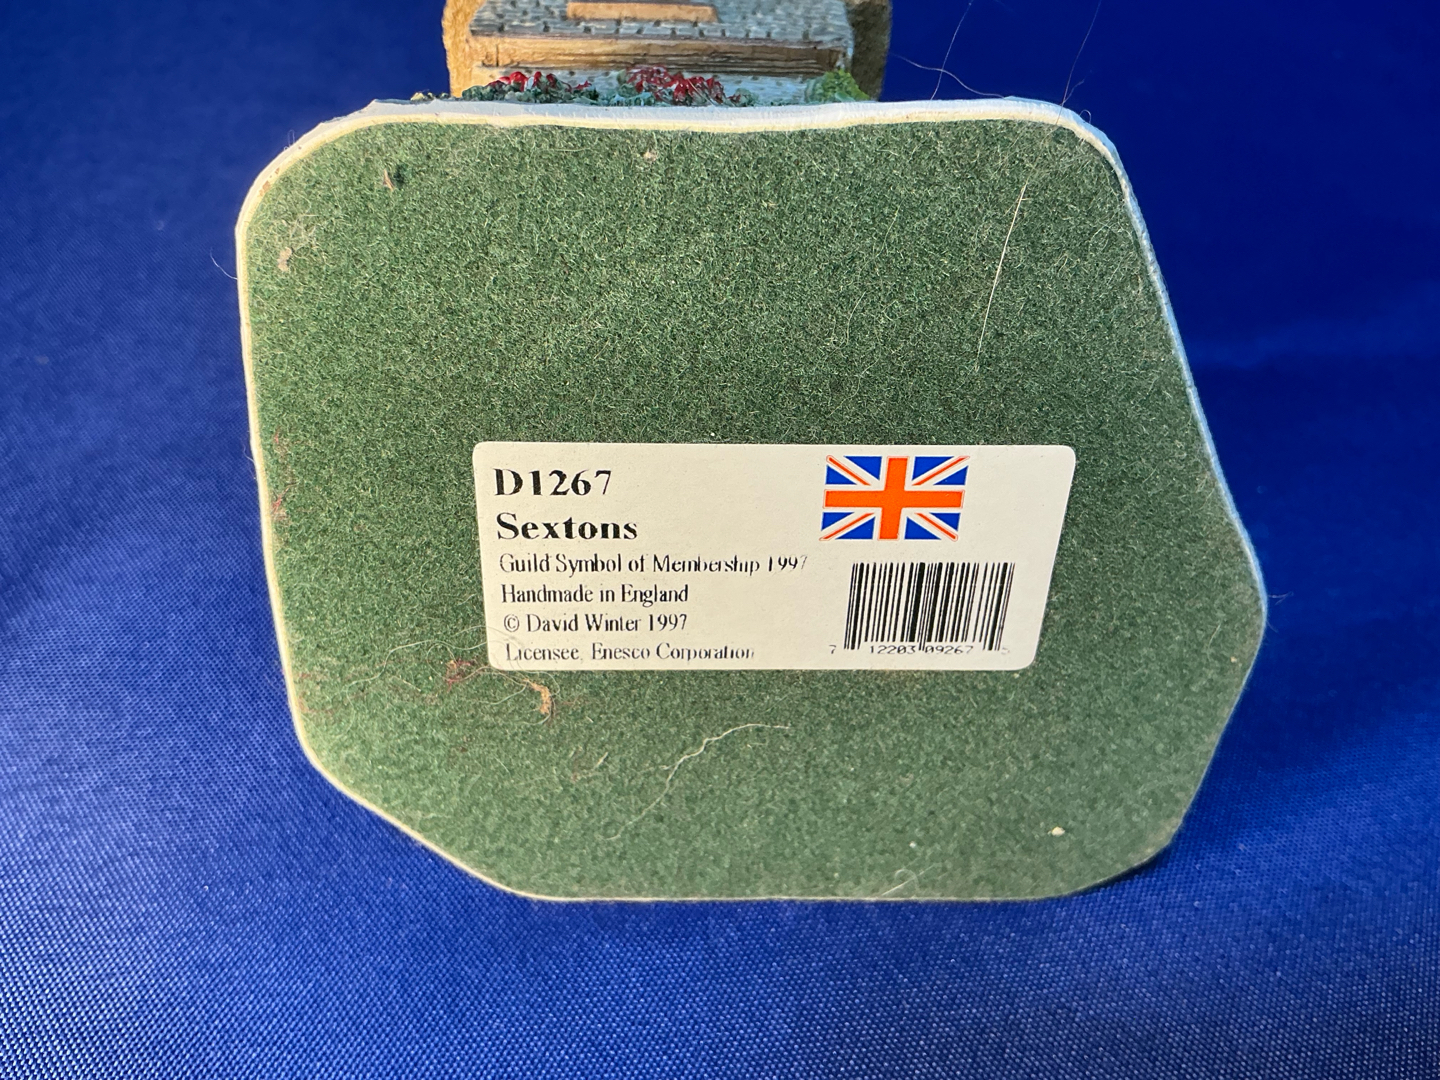 D1267
Sextons
Guild Symbol of Membership 1997
Handmade in England
© David Winter 1997
Licensee, Enesco Corporation
7 12203 09267 5